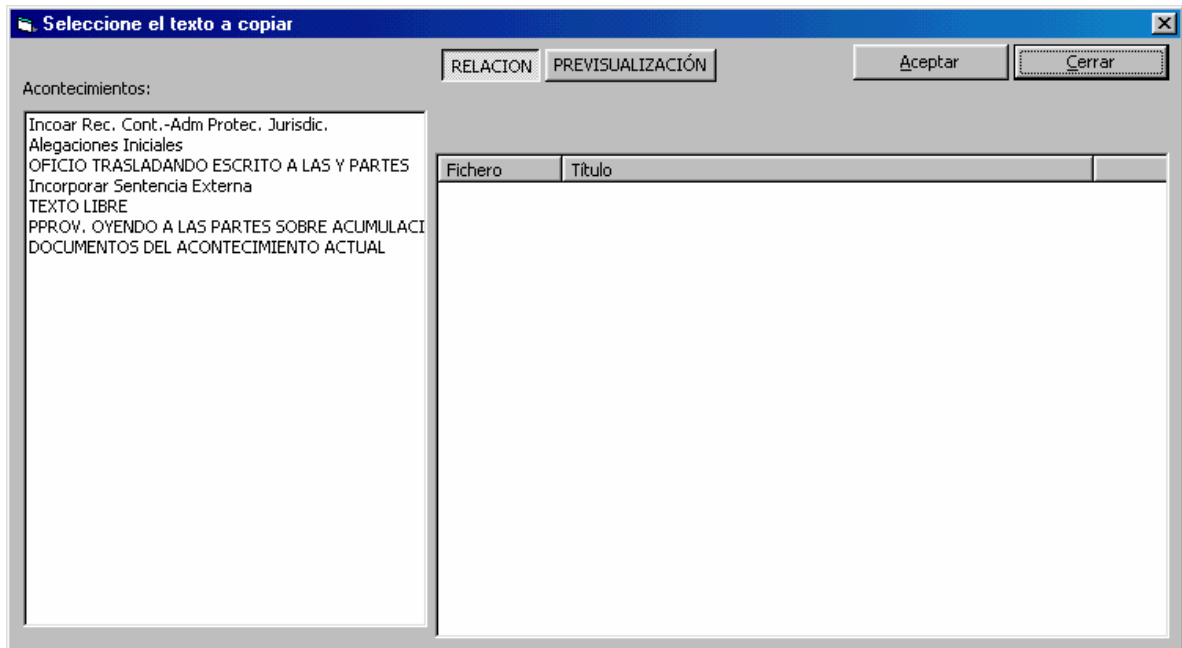 Seleccione el texto a copiar
RELACION PREVISUALIZACIÓN Aceptar Cerrar
Acontecimientos:
Incoar Rec. Cont.-Adm Protec. Jurisdic.
Alegaciones Iniciales
OFICIO TRASLADANDO ESCRITO A LAS Y PARTES
Incorporar Sentencia Externa
TEXTO LIBRE
PPROV. OYENDO A LAS PARTES SOBRE ACUMULACI
DOCUMENTOS DEL ACONTECIMIENTO ACTUAL
Fichero Título